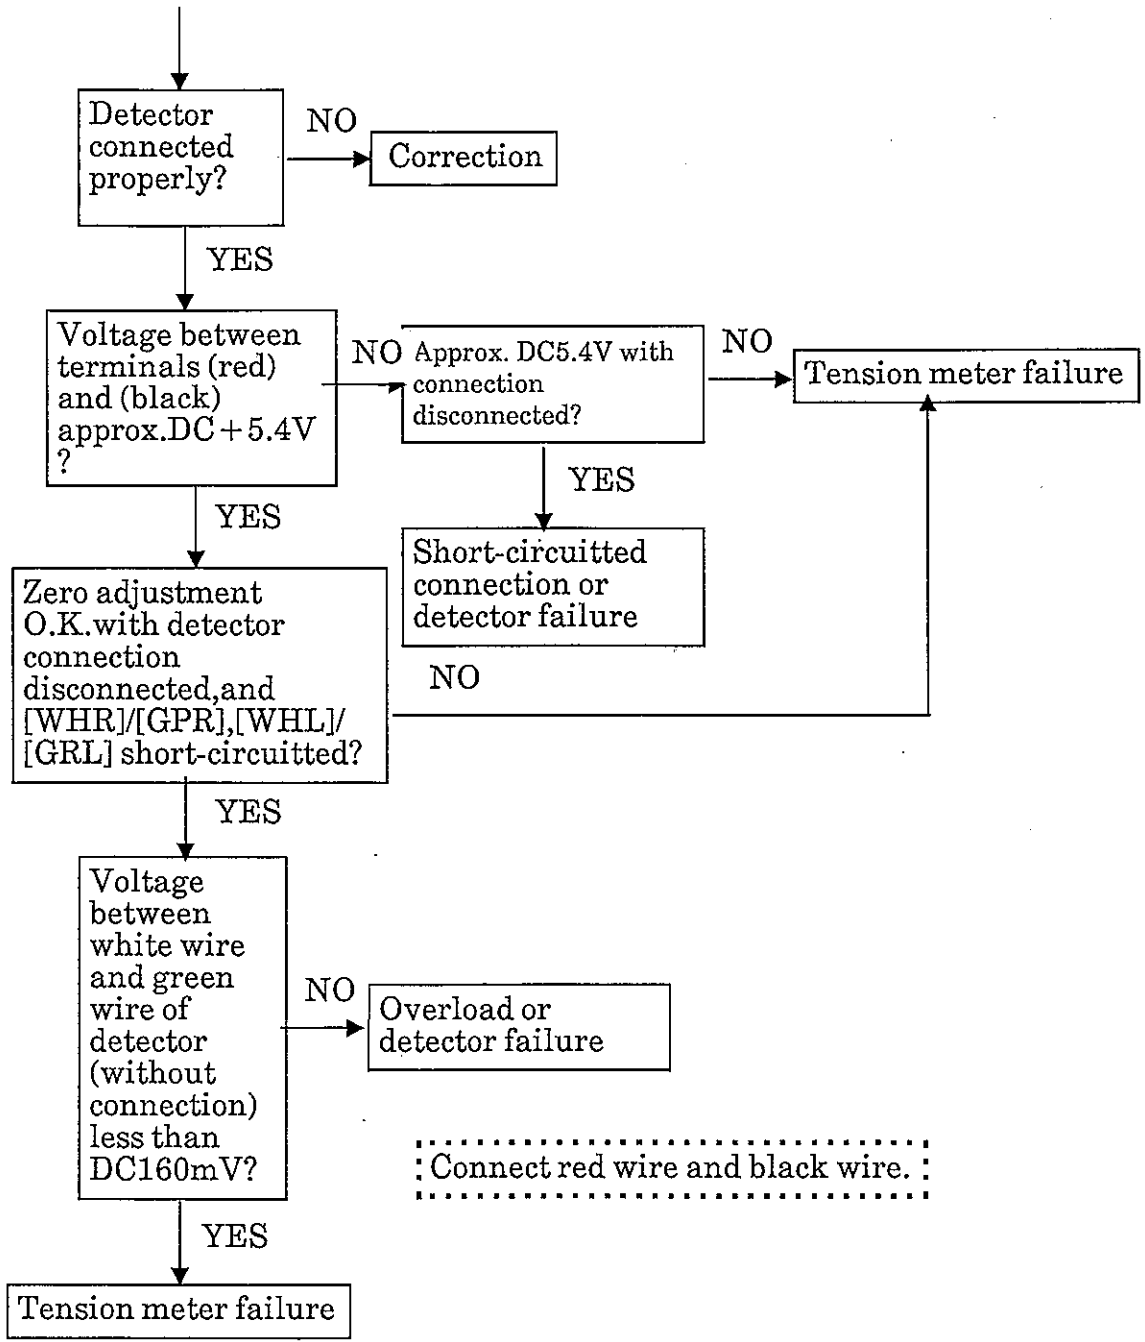 Detector
connected
properly?
NO
Correction
YES
Voltage between
terminals (red)
and (black)
approx.DC+5.4V
?
NO
Approx. DC5.4V with
connection
disconnected?
NO
Tension meter failure
YES
Short-circuitted
connection or
detector failure
YES
Zero adjustment
O.K.with detector
connection
disconnected,and
[WHR]/[GPR],[WHL]/
[GRL] short-circuitted?
NO
YES
Voltage
between
white wire
and green
wire of
detector
(without
connection)
less than
DC160mV?
NO
Overload or
detector failure
Connect red wire and black wire.
YES
Tension meter failure